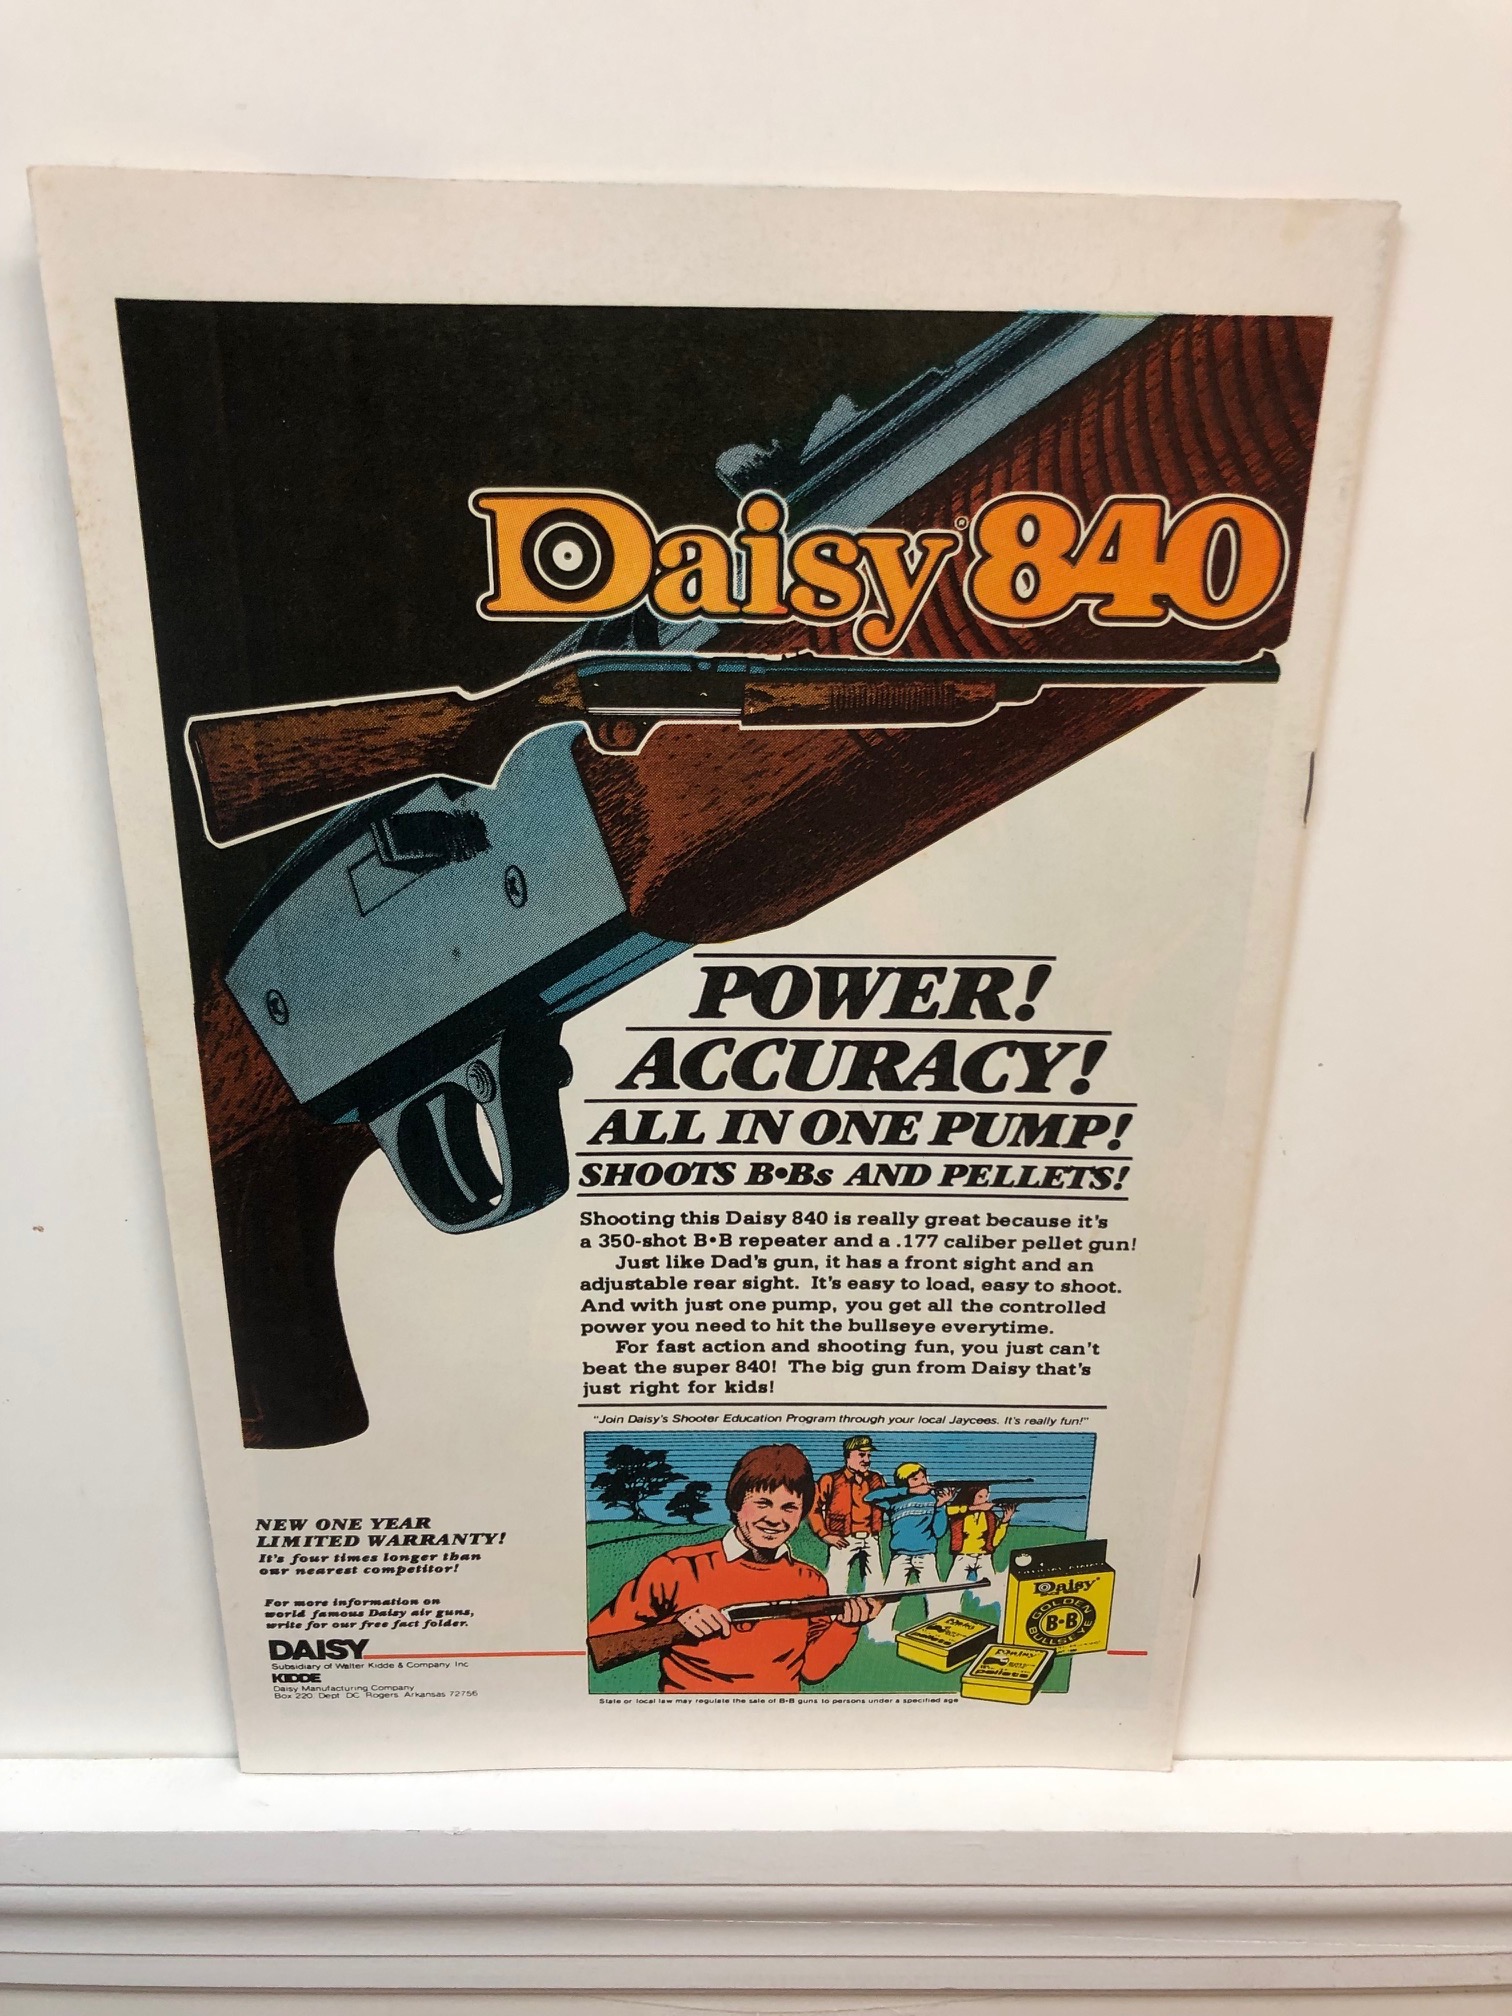 Daisy® 840
POWER!
ACCURACY!
ALL IN ONE PUMP!
SHOOTS B•Bs AND PELLETS!
Shooting this Daisy 840 is really great because it's
a 350-shot B•B repeater and a .177 caliber pellet gun!
Just like Dad's gun, it has a front sight and an
adjustable rear sight. It's easy to load, easy to shoot.
And with just one pump, you get all the controlled
power you need to hit the bullseye everytime.
For fast action and shooting fun, you just can't
beat the super 840! The big gun from Daisy that's
just right for kids!
"Join Daisy's Shooter Education Program through your local Jaycees. It's really fun!"
NEW ONE YEAR
LIMITED WARRANTY!
It's four times longer than
our nearest competitor!
For more information on
world famous Daisy air guns,
write for our free fact folder.
DAISY
Subsidiary of Walter Kidde & Company Inc
KIDDE
Daisy Manufacturing Company
Box 220 Dept DC Rogers Arkansas 72756
Daisy
GOLDEN
B•B
BULLSEYE
Daisy
pellets
Daisy
pellets
State or local law may regulate the sale of B•B guns to persons under a specified age